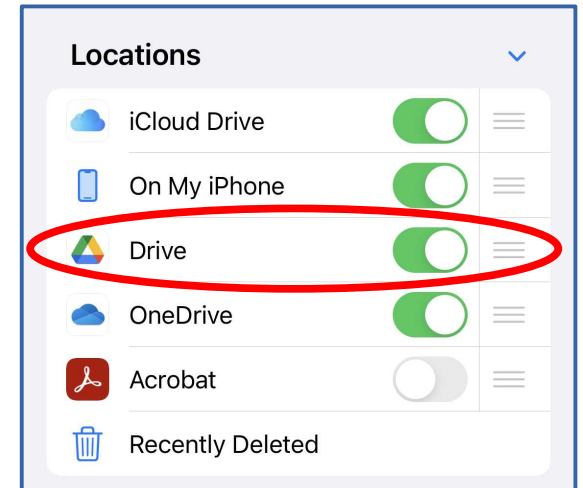 Locations
iCloud Drive
On My iPhone
Drive
OneDrive
Acrobat
Recently Deleted